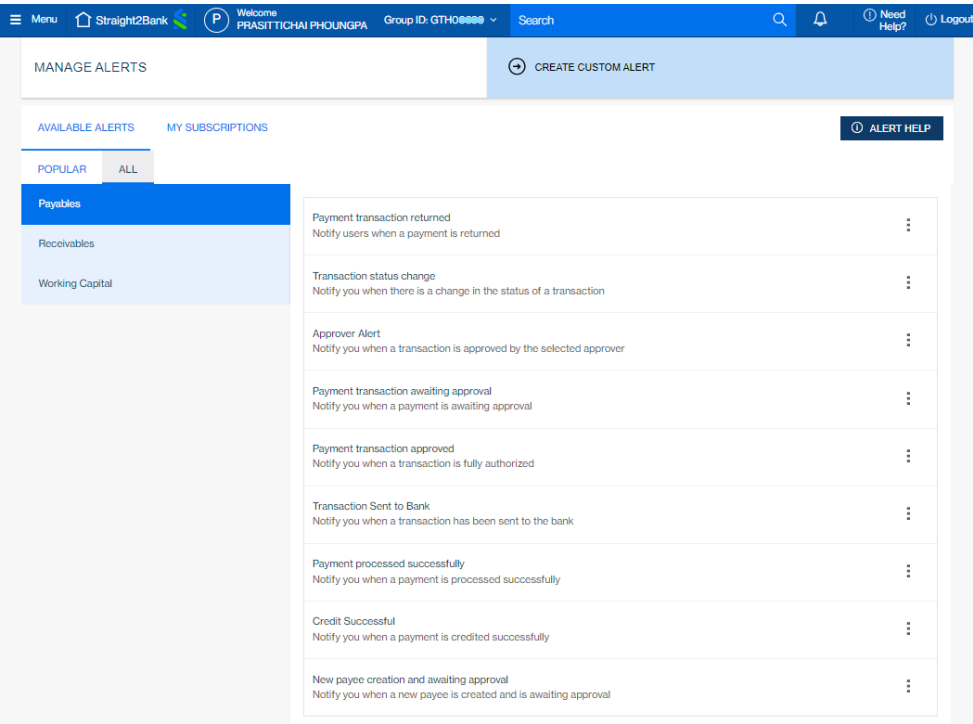 Menu
Straight2Bank
P
Welcome
PRASITTICHAI PHOUNGPA
Group ID: GTH0
Search
Need
Help?
Logout
MANAGE ALERTS
CREATE CUSTOM ALERT
AVAILABLE ALERTS
MY SUBSCRIPTIONS
ALERT HELP
POPULAR
ALL
Payables
Receivables
Working Capital
Payment transaction returned
Notify users when a payment is returned
Transaction status change
Notify you when there is a change in the status of a transaction
Approver Alert
Notify you when a transaction is approved by the selected approver
Payment transaction awaiting approval
Notify you when a payment is awaiting approval
Payment transaction approved
Notify you when a transaction is fully authorized
Transaction Sent to Bank
Notify you when a transaction has been sent to the bank
Payment processed successfully
Notify you when a payment is processed successfully
Credit Successful
Notify you when a payment is credited successfully
New payee creation and awaiting approval
Notify you when a new payee is created and is awaiting approval